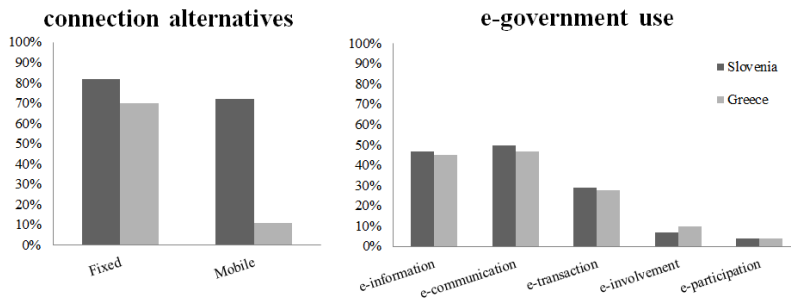 connection alternatives
100%
90%
80%
70%
60%
50%
40%
30%
20%
10%
0%
Fixed
Mobile
e-government use
100%
90%
80%
70%
60%
50%
40%
30%
20%
10%
0%
e-information
e-communication
e-transaction
e-involvement
e-participation
Slovenia
Greece